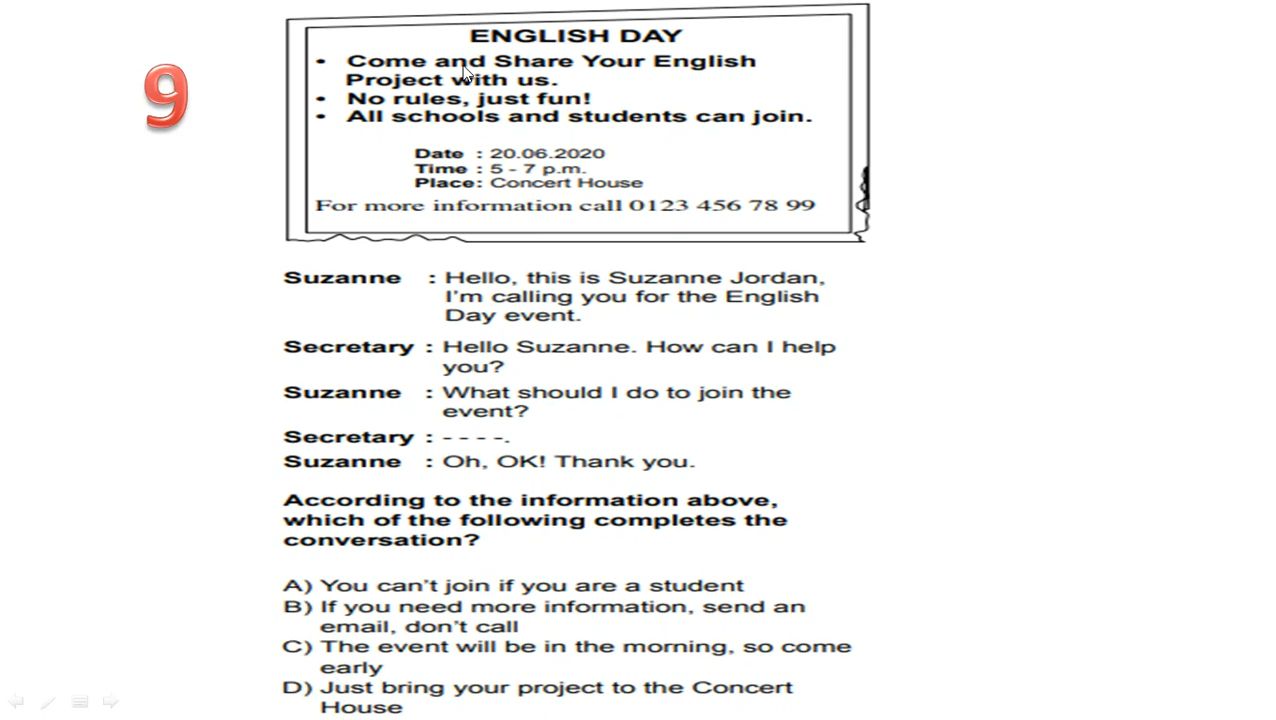 9
ENGLISH DAY
• Come and Share Your English
Project with us.
• No rules, just fun!
• All schools and students can join.
Date : 20.06.2020
Time : 5 - 7 p.m.
Place: Concert House
For more information call 0123 456 78 99
Suzanne : Hello, this is Suzanne Jordan,
I'm calling you for the English
Day event.
Secretary : Hello Suzanne. How can I help
you?
Suzanne : What should I do to join the
event?
Secretary : - - - -.
Suzanne : Oh, OK! Thank you.
According to the information above,
which of the following completes the
conversation?
A) You can't join if you are a student
B) If you need more information, send an
email, don't call
C) The event will be in the morning, so come
early
D) Just bring your project to the Concert
House